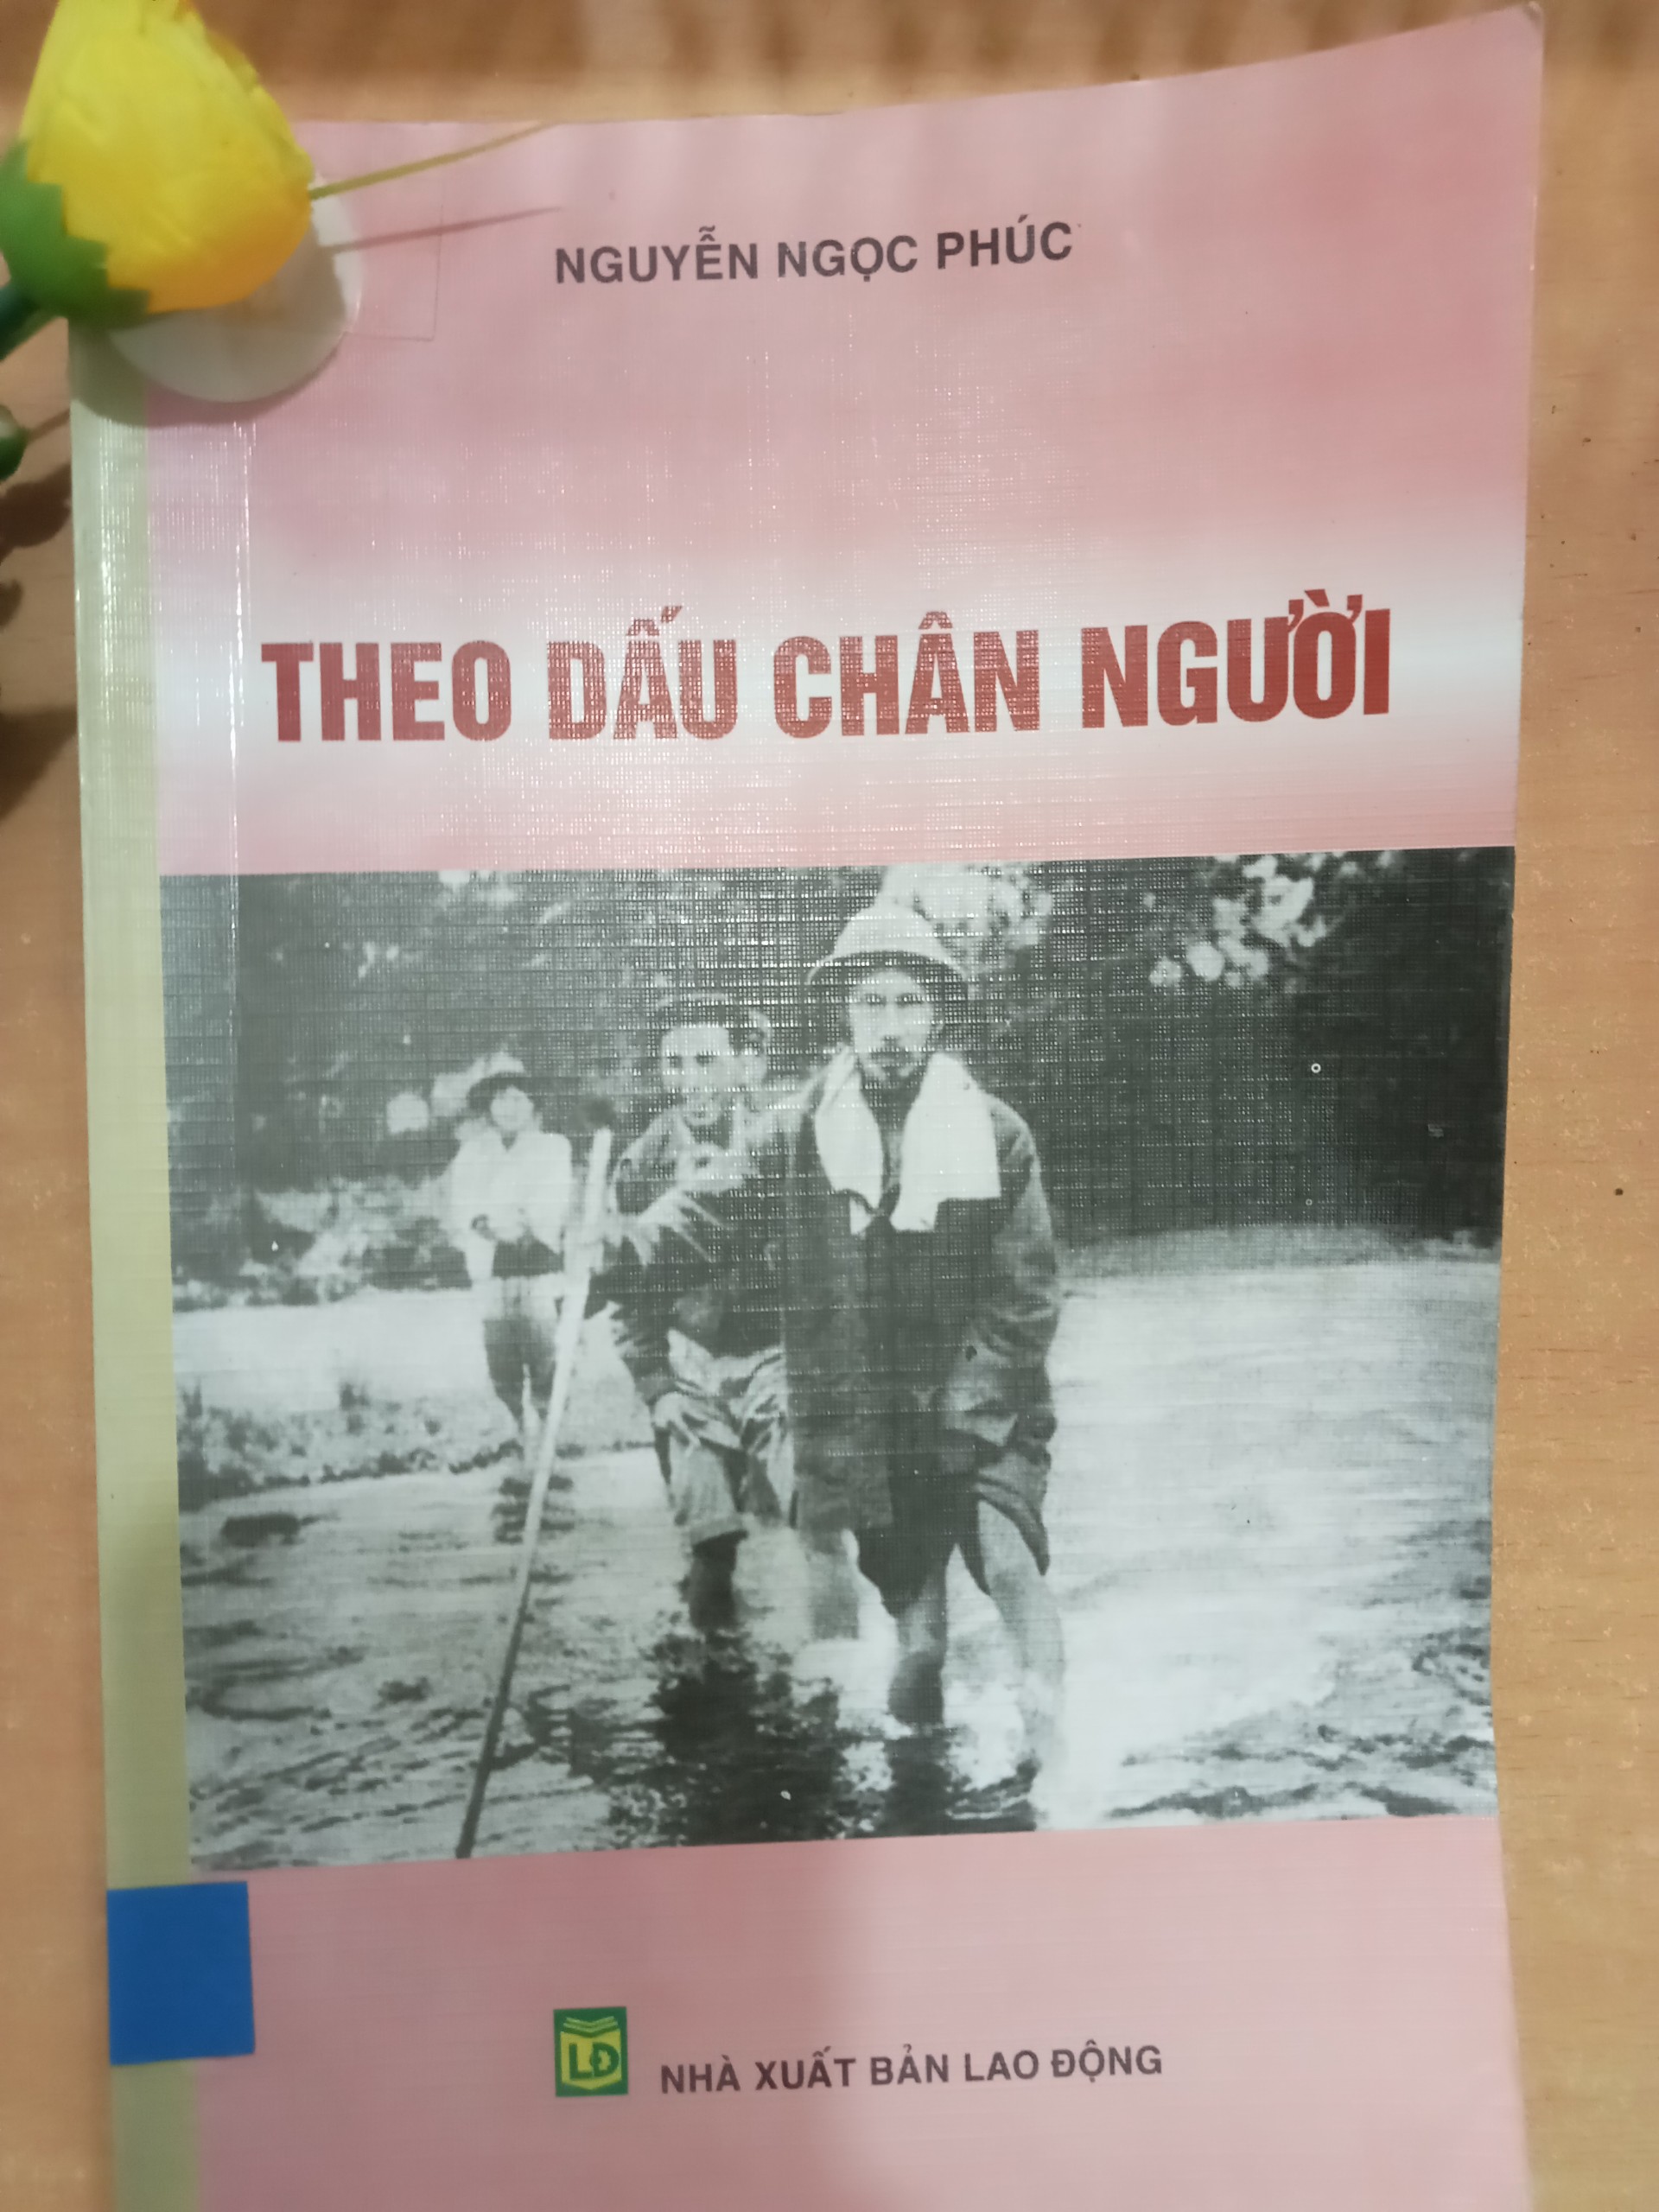 NGUYỄN NGỌC PHÚC
THEO DẤU CHÂN NGƯỜI
LĐ
NHÀ XUẤT BẢN LAO ĐỘNG